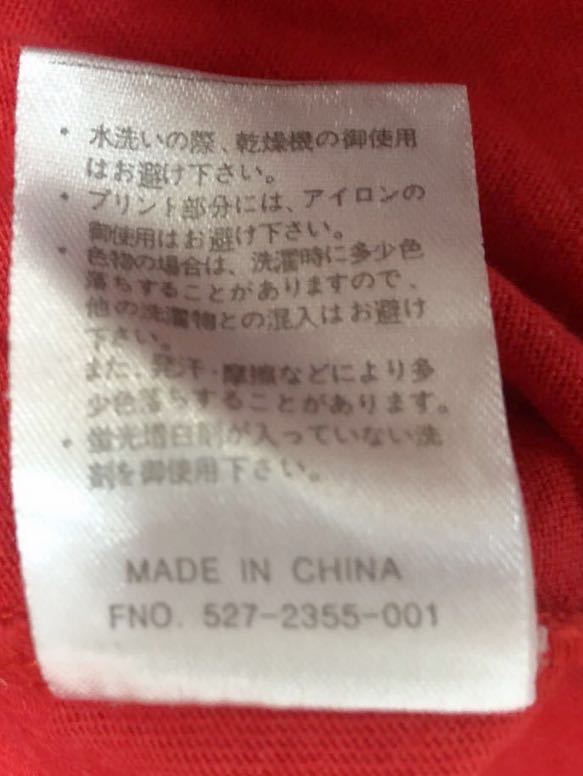 ・水洗いの際、乾燥機の御使用
はお避け下さい。
・プリント部分には、アイロンの
御使用はお避け下さい。
・色物の場合は、洗濯時に多少色
落ちすることがありますので、
他の洗濯物との混入はお避け
下さい。
また、発汗・摩擦などにより多
少色落ちすることがあります。
・蛍光増白剤が入っていない洗
剤を御使用下さい。
MADE IN CHINA
FNO. 527-2355-001